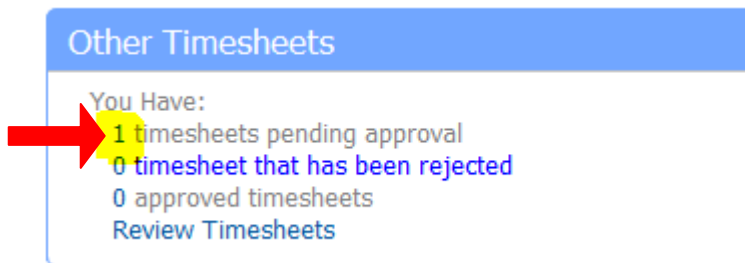 Other Timesheets
You Have:
1 timesheets pending approval
0 timesheet that has been rejected
0 approved timesheets
Review Timesheets